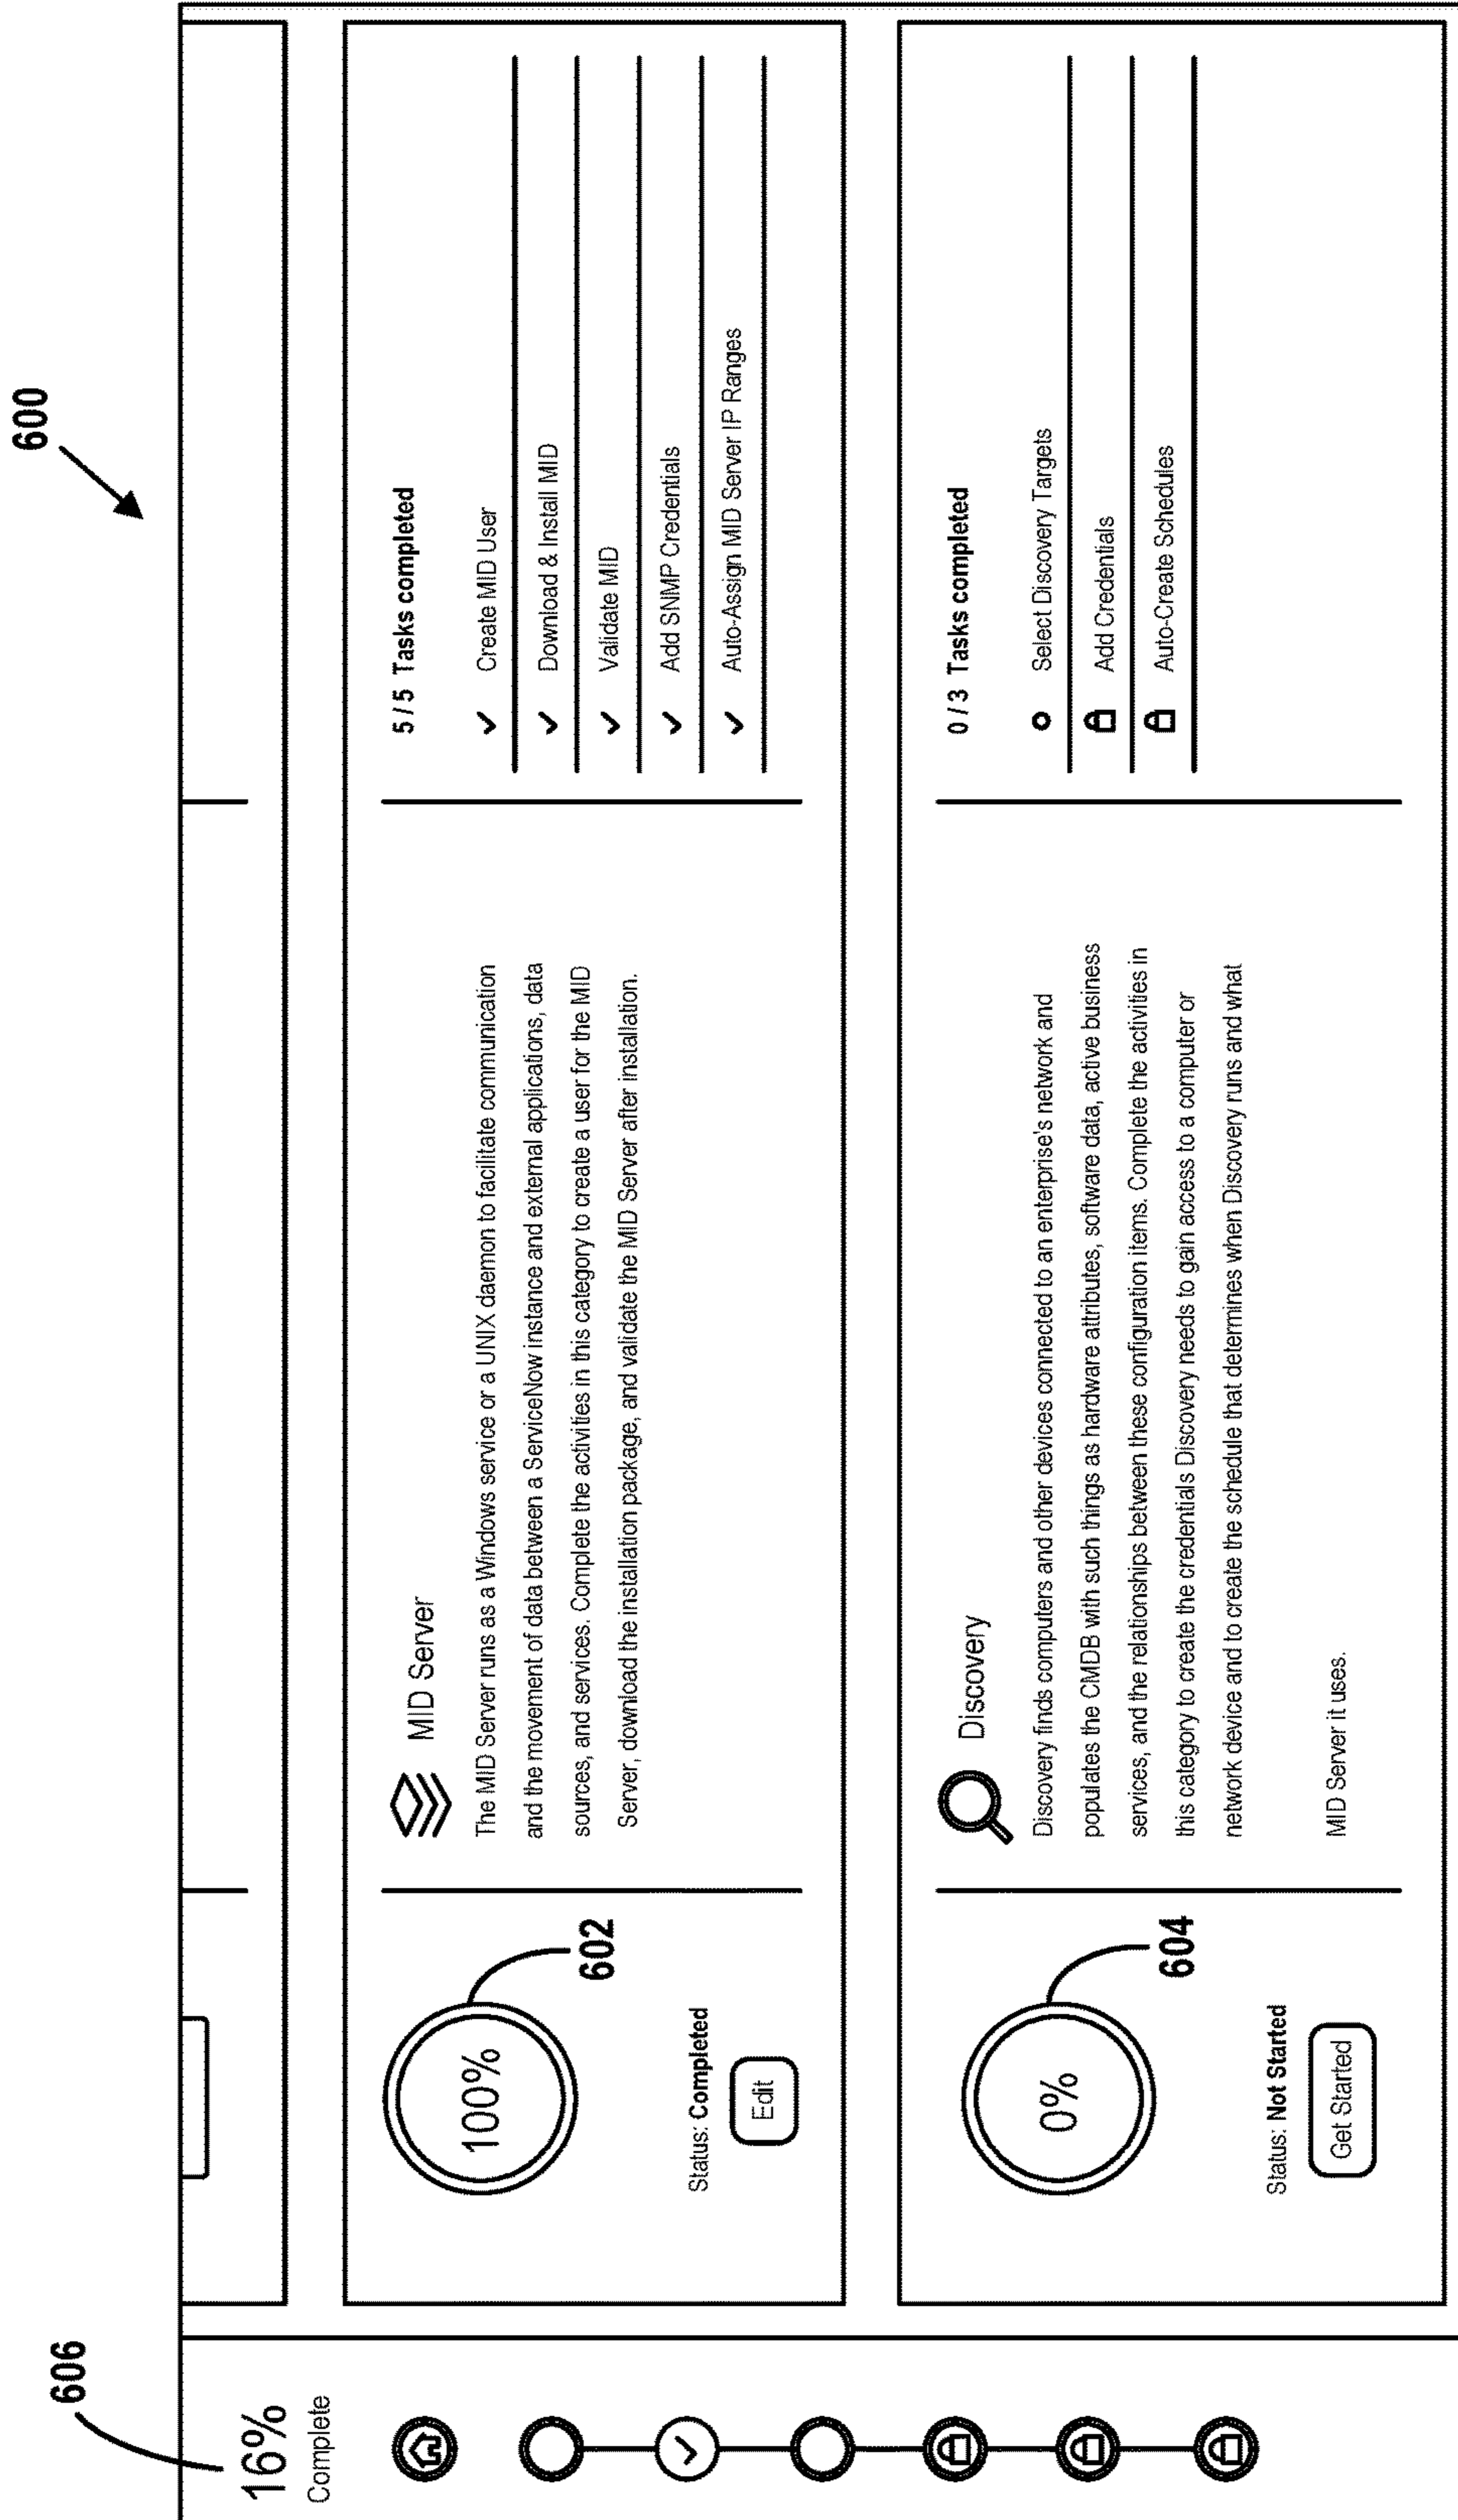 600
606
16%
Complete
100%
602
Status: Completed
Edit
MID Server
The MID Server runs as a Windows service or a UNIX daemon to facilitate communication
and the movement of data between a ServiceNow instance and external applications, data
sources, and services. Complete the activities in this category to create a user for the MID
Server, download the installation package, and validate the MID Server after installation.
5 / 5 Tasks completed
Create MID User
Download & Install MID
Validate MID
Add SNMP Credentials
Auto-Assign MID Server IP Ranges
0%
604
Status: Not Started
Get Started
Discovery
Discovery finds computers and other devices connected to an enterprise's network and
populates the CMDB with such things as hardware attributes, software data, active business
services, and the relationships between these configuration items. Complete the activities in
this category to create the credentials Discovery needs to gain access to a computer or
network device and to create the schedule that determines when Discovery runs and what
MID Server it uses.
0 / 3 Tasks completed
Select Discovery Targets
Add Credentials
Auto-Create Schedules